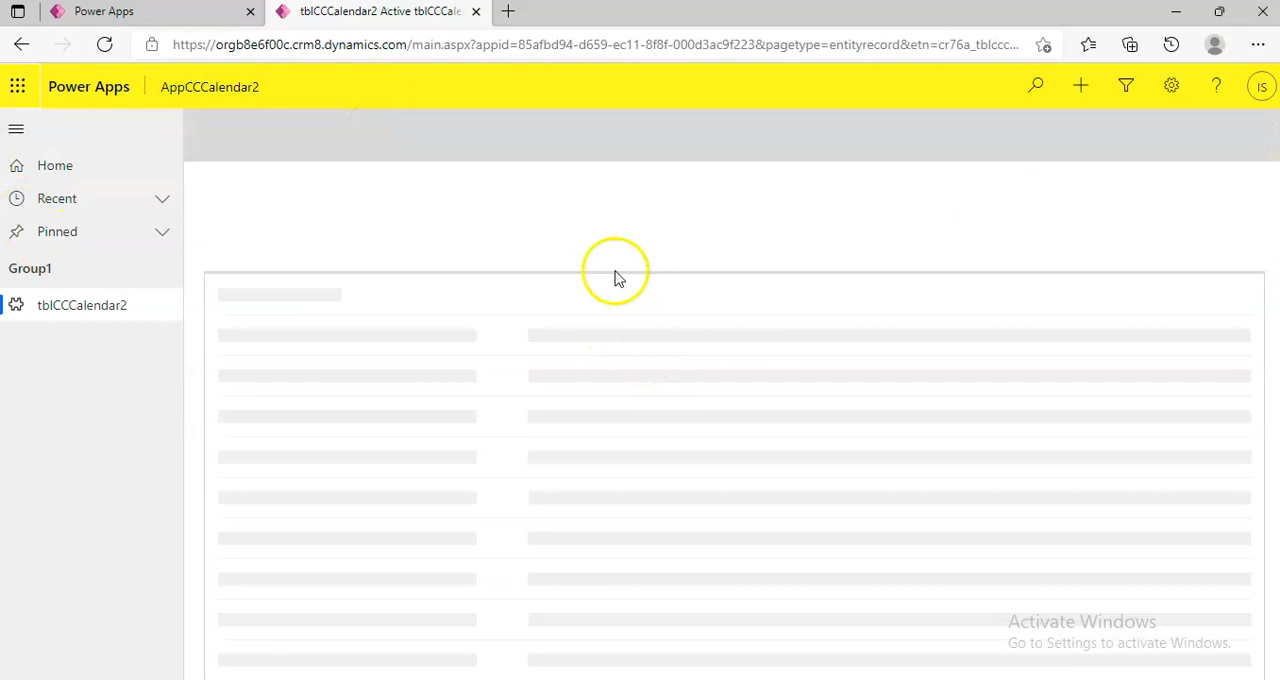 Power Apps
tblCCCalendar2 Active tblCCCale
https://orgb8e6f00c.crm8.dynamics.com/main.aspx?appid=85afbd94-d659-ec11-8f8f-000d3ac9f223&pagetype=entityrecord&etn=cr76a_tblccc...
Power Apps
AppCCCalendar2
IS
Home
Recent
Pinned
Group1
tblCCCalendar2
Activate Windows
Go to Settings to activate Windows.